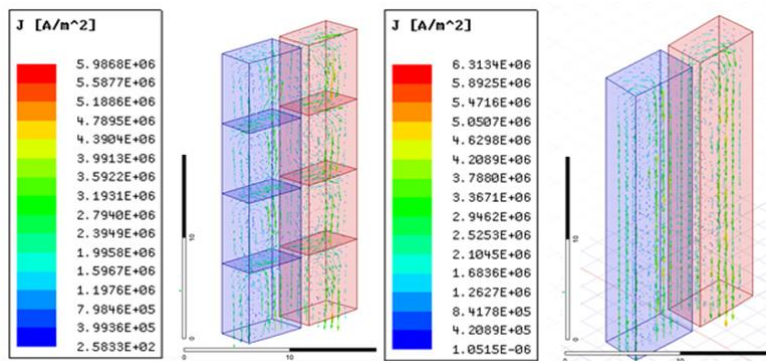 J [A/m^2]
5.9868E+06
5.5877E+06
5.1886E+06
4.7895E+06
4.3904E+06
3.9913E+06
3.5922E+06
3.1931E+06
2.7940E+06
2.3949E+06
1.9958E+06
1.5967E+06
1.1976E+06
7.9846E+05
3.9936E+05
2.5833E+02
10
0
0
10
J [A/m^2]
6.3134E+06
5.8925E+06
5.4716E+06
5.0507E+06
4.6298E+06
4.2089E+06
3.7880E+06
3.3671E+06
2.9462E+06
2.5253E+06
2.1045E+06
1.6836E+06
1.2627E+06
8.4178E+05
4.2089E+05
1.0515E-06
10
0
0
10